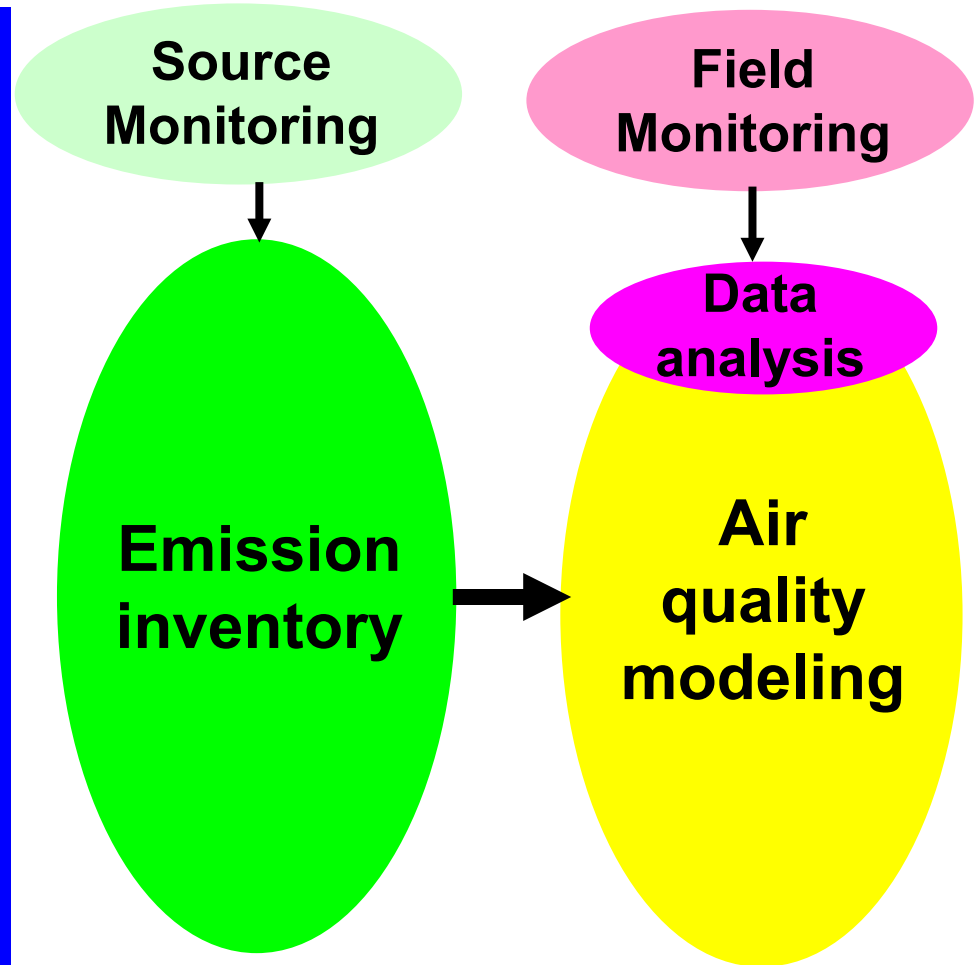 Source
Monitoring
Field
Monitoring
Data
analysis
Emission
inventory
Air
quality
modeling